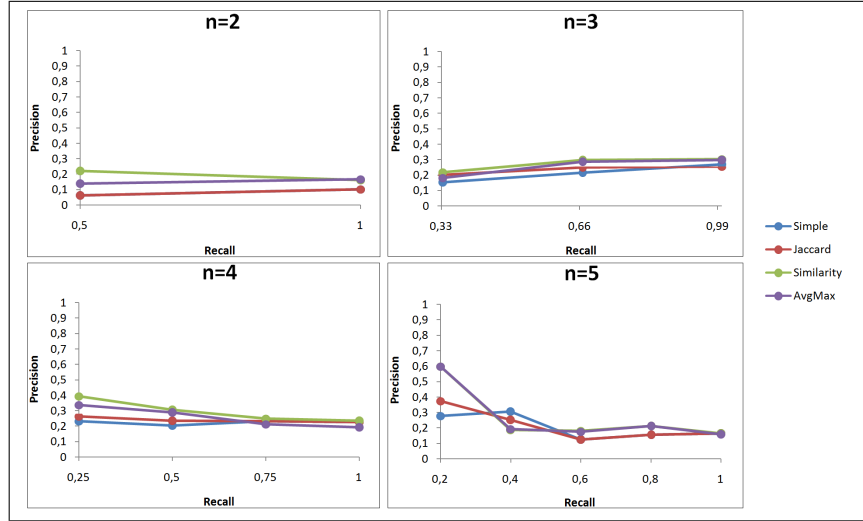 n=2
Precision
1
0,9
0,8
0,7
0,6
0,5
0,4
0,3
0,2
0,1
0
0,5 1
Recall
n=3
Precision
1
0,9
0,8
0,7
0,6
0,5
0,4
0,3
0,2
0,1
0
0,33 0,66 0,99
Recall
n=4
Precision
1
0,9
0,8
0,7
0,6
0,5
0,4
0,3
0,2
0,1
0
0,25 0,5 0,75 1
Recall
n=5
Precision
1
0,9
0,8
0,7
0,6
0,5
0,4
0,3
0,2
0,1
0
0,2 0,4 0,6 0,8 1
Recall
Simple
Jaccard
Similarity
AvgMax